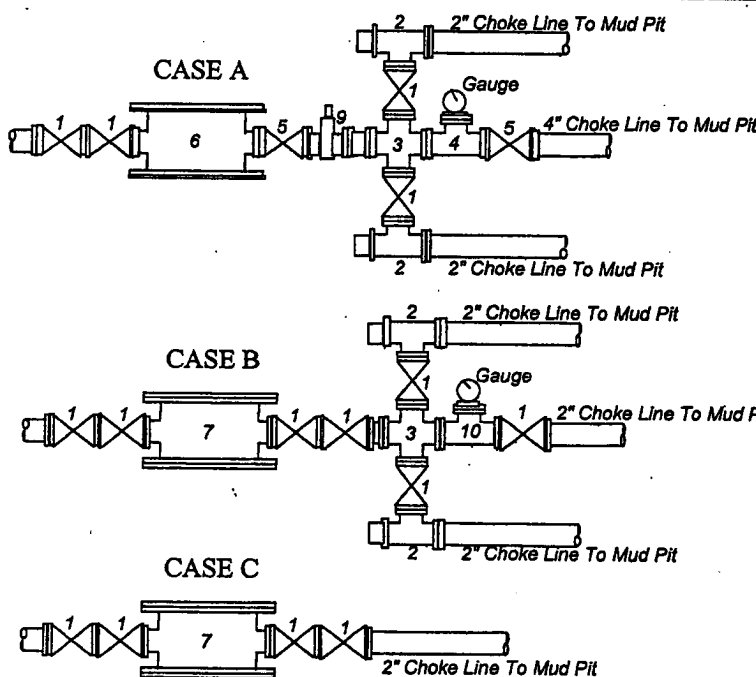 2 2" Choke Line To Mud Pit
CASE A
1
Gauge
1 1 6 5 9 3 4 5 4" Choke Line To Mud Pit
1
2 2" Choke Line To Mud Pit
2 2" Choke Line To Mud Pit
CASE B
1
Gauge
1 1 7 1 1 3 10 1 2" Choke Line To Mud P
1
2 2" Choke Line To Mud Pit
CASE C
1 1 7 1 1
2" Choke Line To Mud Pit